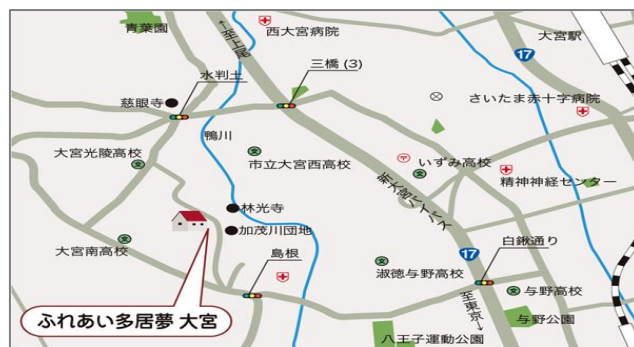 青葉園
←至上尾
西大宮病院
17
大宮駅
水判土
三橋 (3)
慈眼寺
さいたま赤十字病院
鴨川
大宮光陵高校
市立大宮西高校
いずみ高校
新大宮バイパス
精神神経センター
林光寺
加茂川団地
大宮南高校
島根
17
白鍬通り
淑徳与野高校
至東京→
与野高校
与野公園
八王子運動公園
ふれあい多居夢 大宮